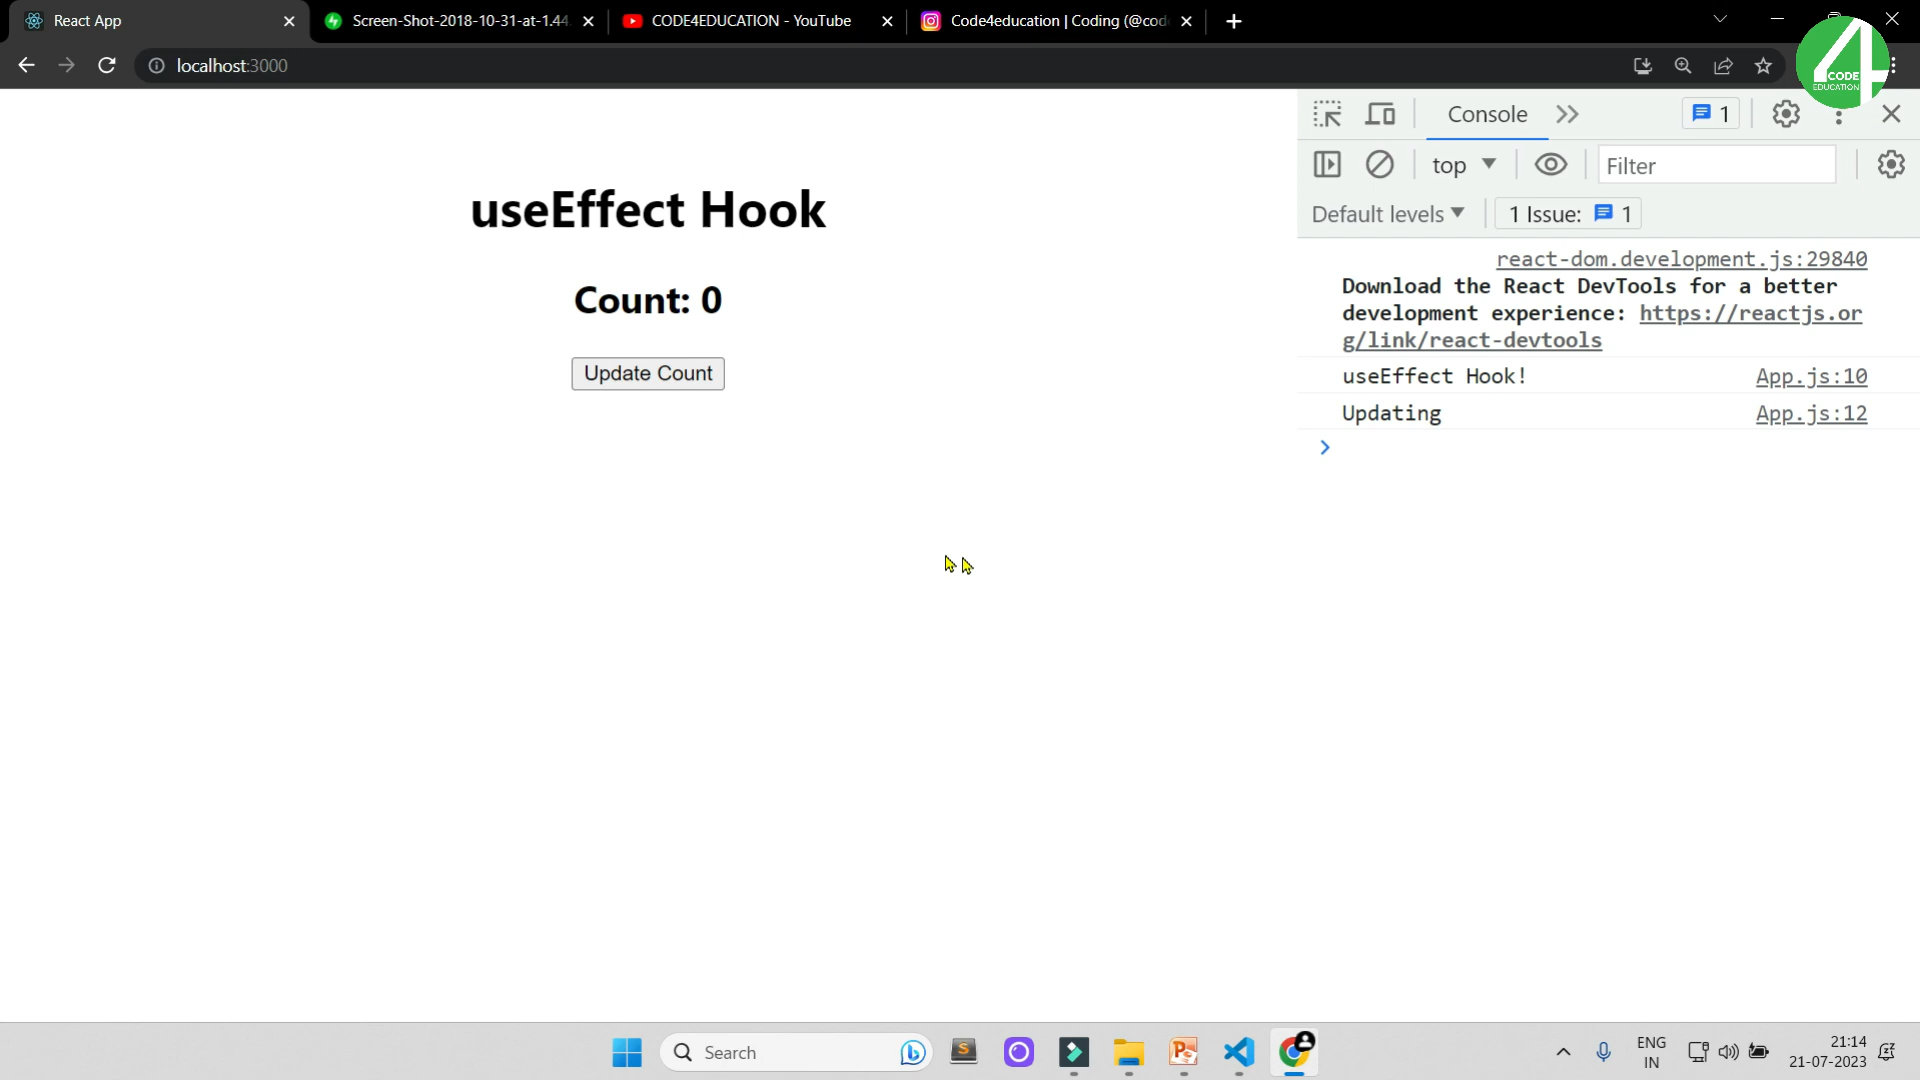 React App
Screen-Shot-2018-10-31-at-1.44
CODE4EDUCATION - YouTube
Code4education | Coding (@cod
localhost:3000
4
CODE
EDUCATION
Console
1
top
Filter
Default levels
1 Issue: 1
useEffect Hook
Count: 0
Update Count
react-dom.development.js:29840
Download the React DevTools for a better
development experience: https://reactjs.or
g/link/react-devtools
useEffect Hook! App.js:10
Updating App.js:12
Search
ENG
IN
21:14
21-07-2023